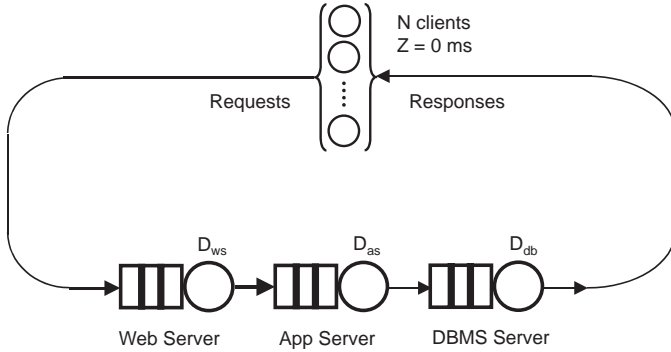 N clients
Z = 0 ms
Requests
Responses
D_ws
D_as
D_db
Web Server
App Server
DBMS Server